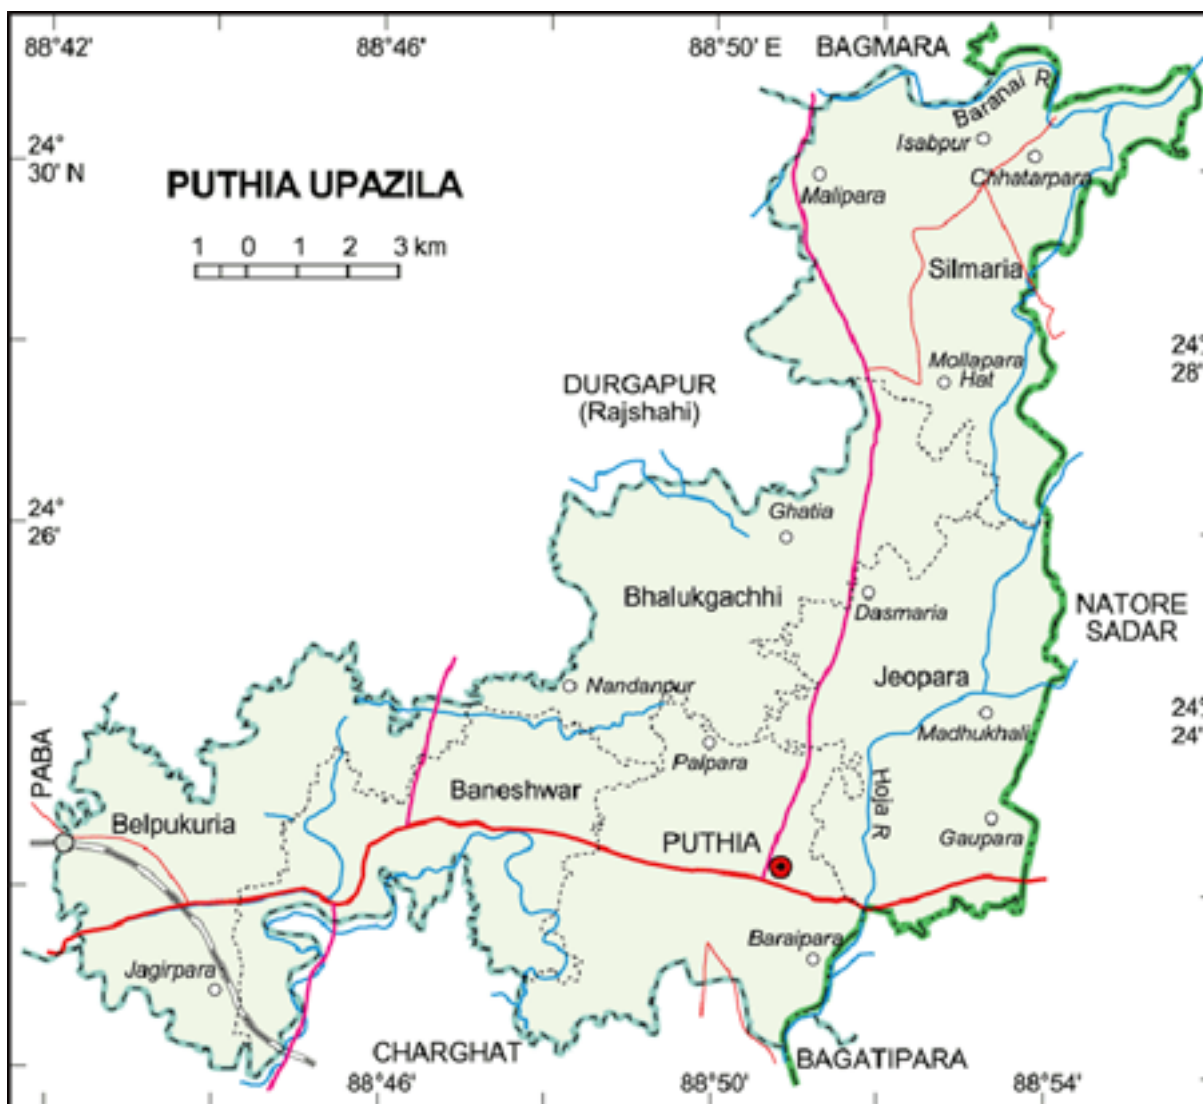 88°42'
88°46'
88°50' E
BAGMARA
Baranai R
24°
30' N
PUTHIA UPAZILA
Isabpur
Chhatarpara
Malipara
1 0 1 2 3 km
Silmaria
Mollapara
Hat
24°
28'
DURGAPUR
(Rajshahi)
24°
26'
Ghatia
Bhalukgachhi
Dasmaria
NATORE
SADAR
Jeopara
Nandanpur
24°
24'
Madhukhali
PABA
Palpara
Baneshwar
Hoja R
Belpukuria
PUTHIA
Gaupara
Baraipara
Jagirpara
CHARGHAT
BAGATIPARA
88°46'
88°50'
88°54'